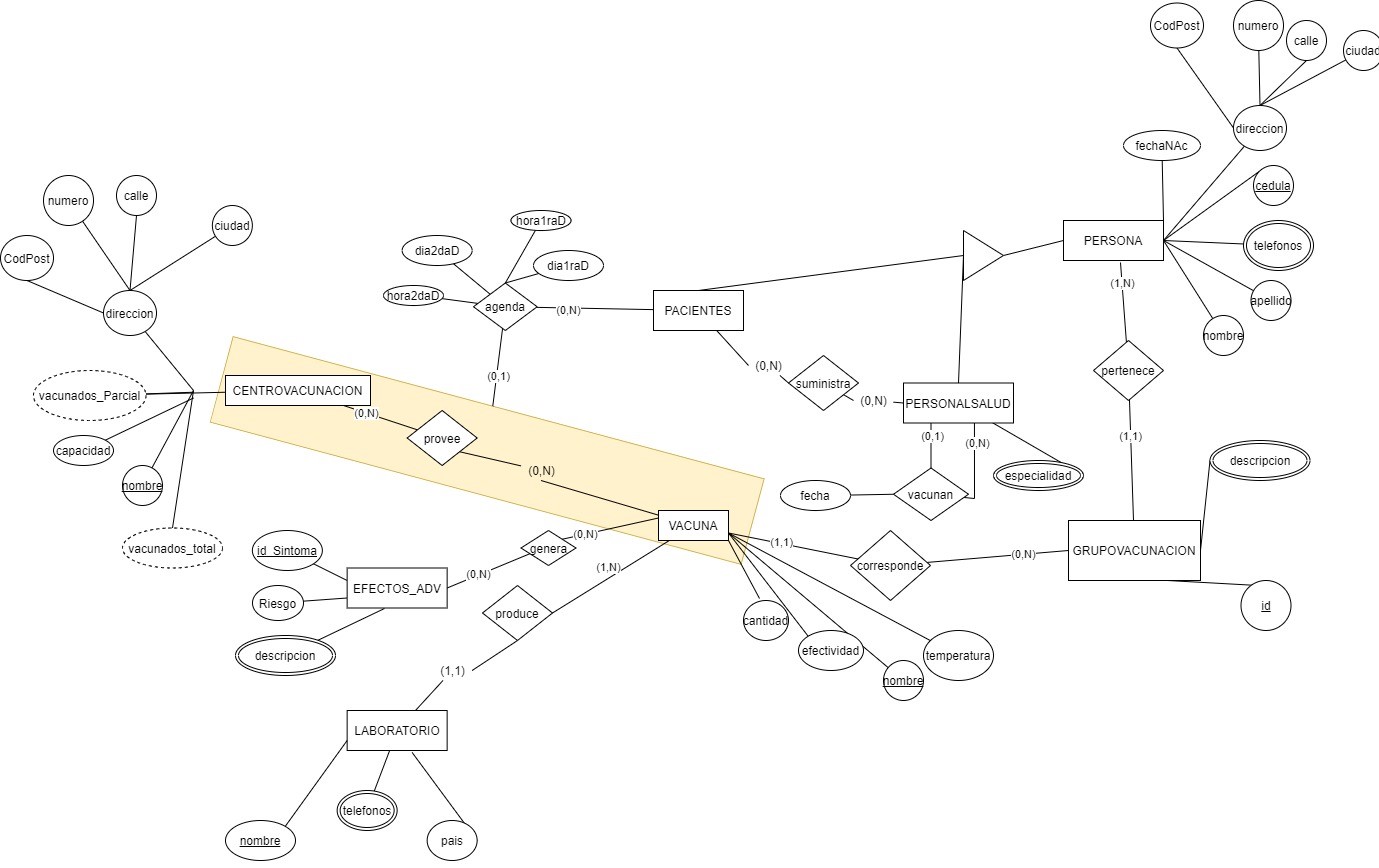 CodPost
numero
calle
ciudad
direccion
fechaNAc
cedula
PERSONA
telefonos
apellido
nombre
(1,N)
pertenece
(1,1)
numero
calle
ciudad
CodPost
direccion
hora1raD
dia2daD
dia1raD
hora2daD
agenda
(0,N)
PACIENTES
(0,1)
(0,N)
suministra
(0,N)
PERSONALSALUD
(0,1)
(0,N)
especialidad
fecha
vacunan
vacunados_Parcial
CENTROVACUNACION
(0,N)
provee
(0,N)
capacidad
nombre
vacunados_total
VACUNA
(1,1)
corresponde
(0,N)
GRUPOVACUNACION
descripcion
id
id_Sintoma
genera
(0,N)
(0,N)
EFECTOS_ADV
Riesgo
descripcion
(1,N)
produce
(1,1)
cantidad
efectividad
nombre
temperatura
LABORATORIO
nombre
telefonos
pais